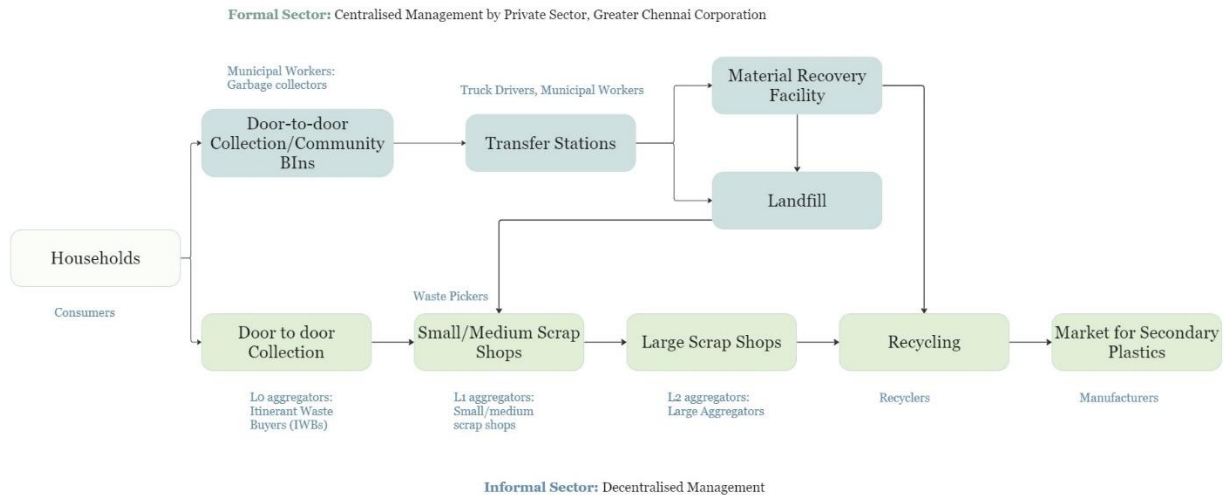 Formal Sector: Centralised Management by Private Sector, Greater Chennai Corporation
Municipal Workers:
Garbage collectors
Door-to-door
Collection/Community
BIns
Truck Drivers, Municipal Workers
Transfer Stations
Material Recovery
Facility
Landfill
Households
Consumers
Waste Pickers
Door to door
Collection
Small/Medium Scrap
Shops
Large Scrap Shops
Recycling
Market for Secondary
Plastics
L0 aggregators:
Itinerant Waste
Buyers (IWBs)
L1 aggregators:
Small/medium
scrap shops
L2 aggregators:
Large Aggregators
Recyclers
Manufacturers
Informal Sector: Decentralised Management